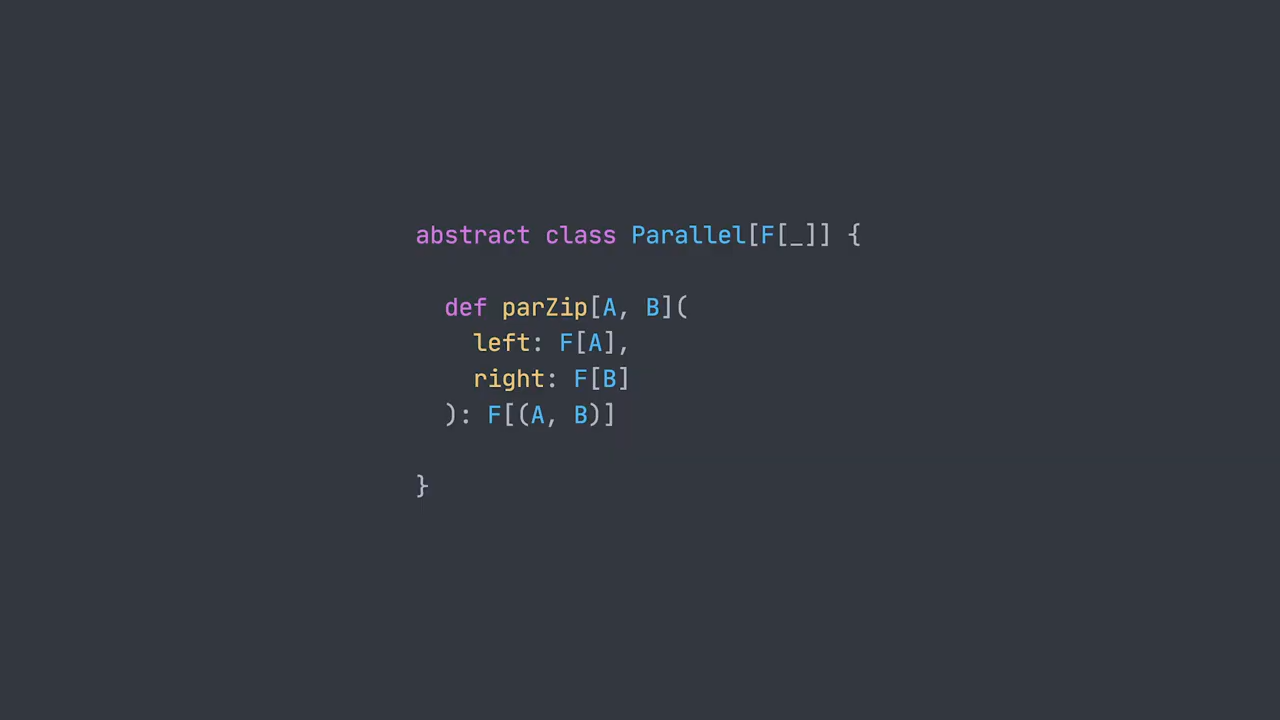 abstract class Parallel[F[_]] {
def parZip[A, B](
left: F[A],
right: F[B]
): F[(A, B)]
}